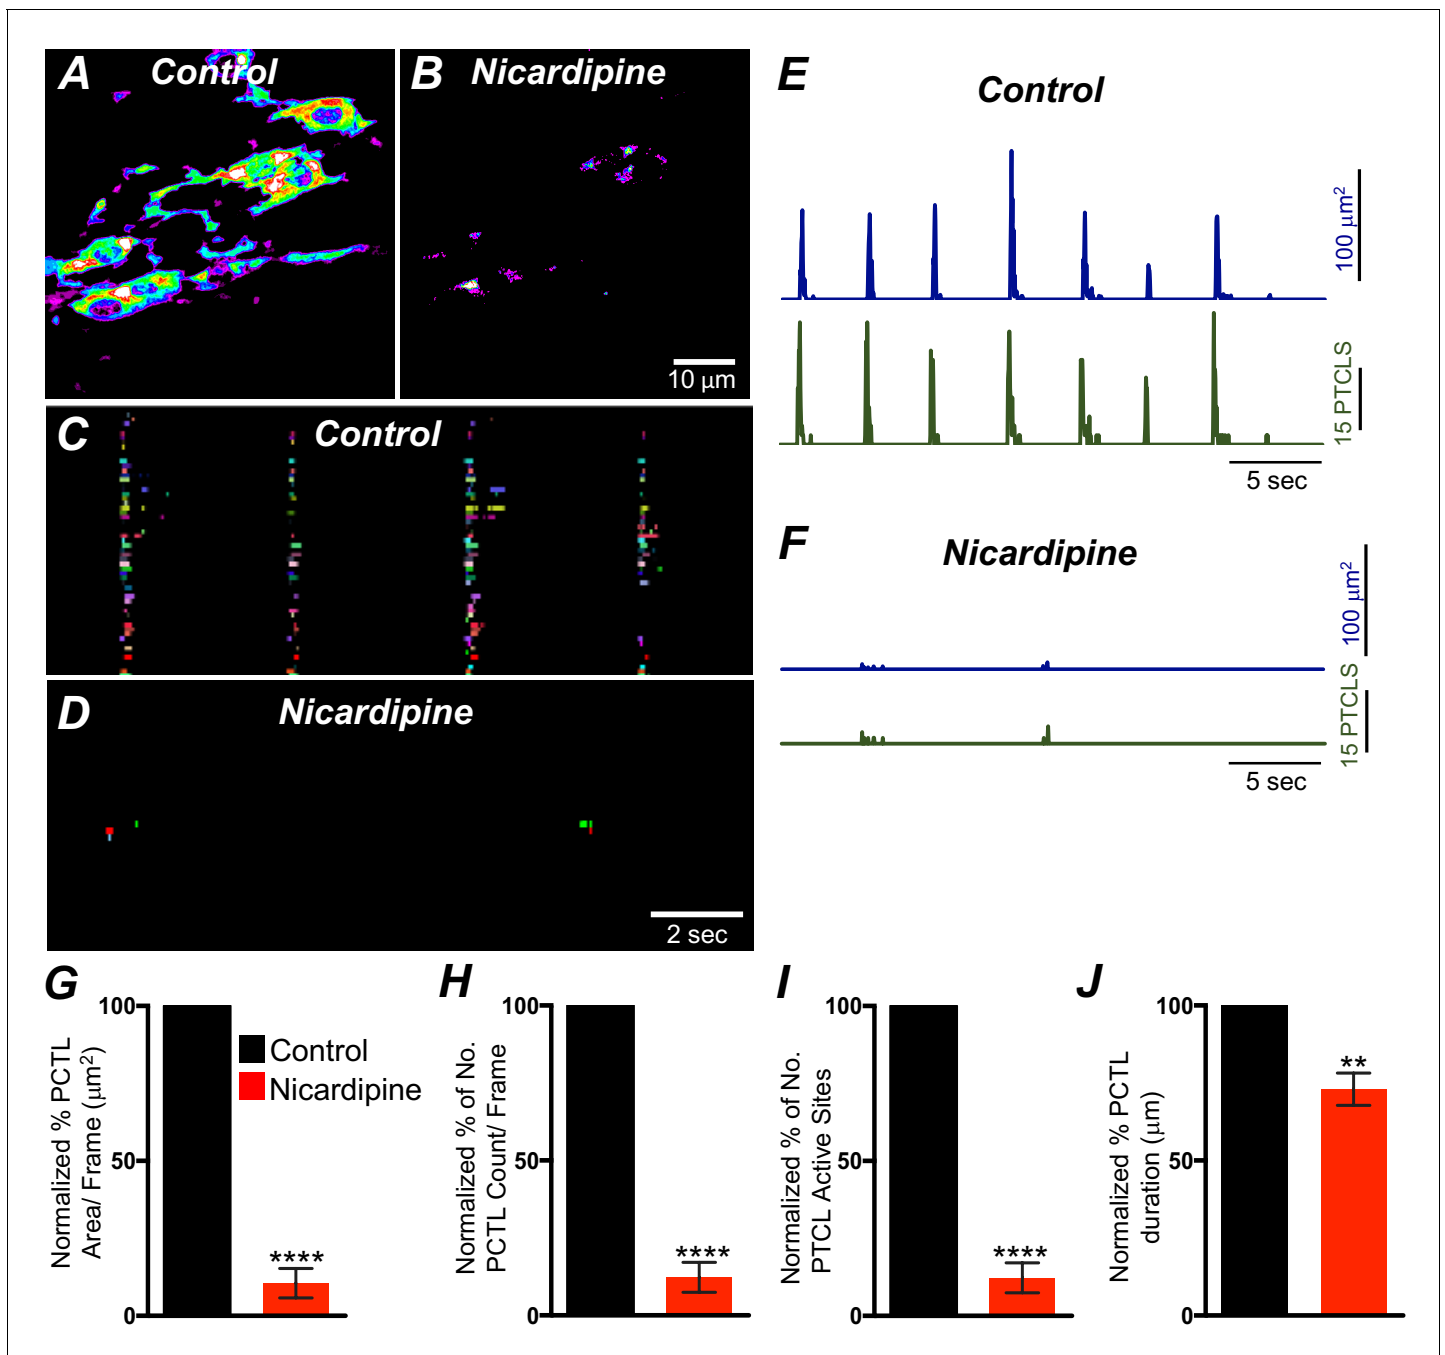 A Control
B Nicardipine
10 μm
C Control
D Nicardipine
2 sec
E Control
100 μm²
15 PTCLS
5 sec
F Nicardipine
100 μm²
15 PTCLS
5 sec
G
Normalized % PCTL
Area/ Frame (μm²)
100
50
0
Control
Nicardipine
****
H
Normalized % of No.
PCTL Count/ Frame
100
50
0
****
I
Normalized % of No.
PTCL Active Sites
100
50
0
****
J
Normalized % PCTL
duration (μm)
100
50
0
**